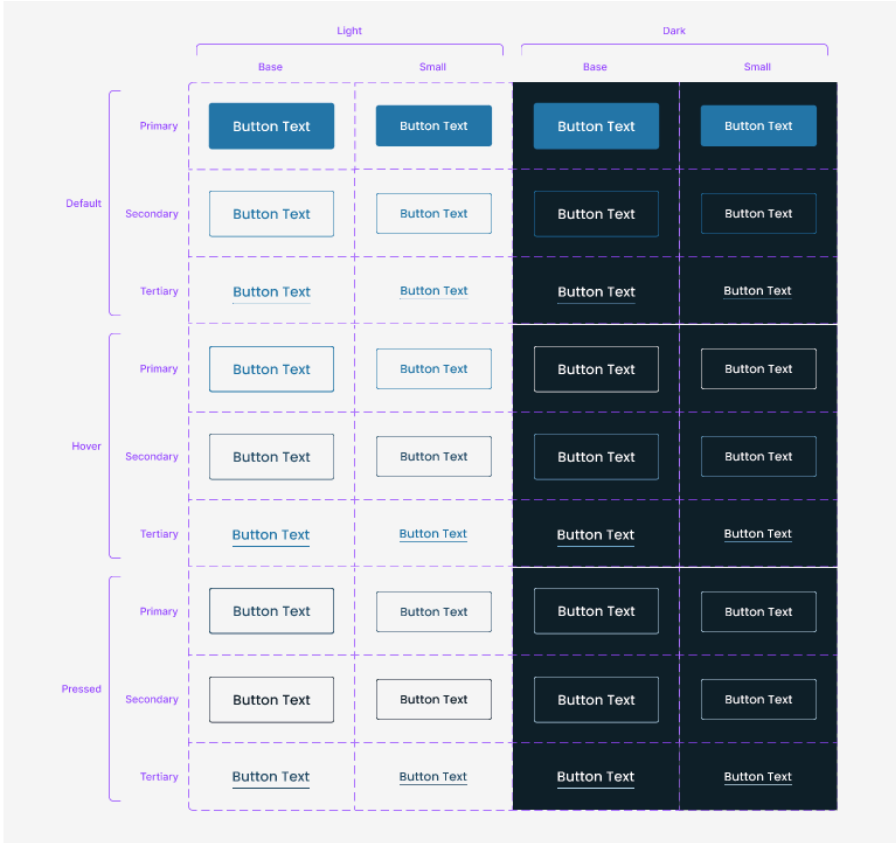 Light Dark
Base Small Base Small
Primary Button Text Button Text Button Text Button Text
Default
Secondary Button Text Button Text Button Text Button Text
Tertiary Button Text Button Text Button Text Button Text
Primary Button Text Button Text Button Text Button Text
Hover
Secondary Button Text Button Text Button Text Button Text
Tertiary Button Text Button Text Button Text Button Text
Primary Button Text Button Text Button Text Button Text
Pressed
Secondary Button Text Button Text Button Text Button Text
Tertiary Button Text Button Text Button Text Button Text